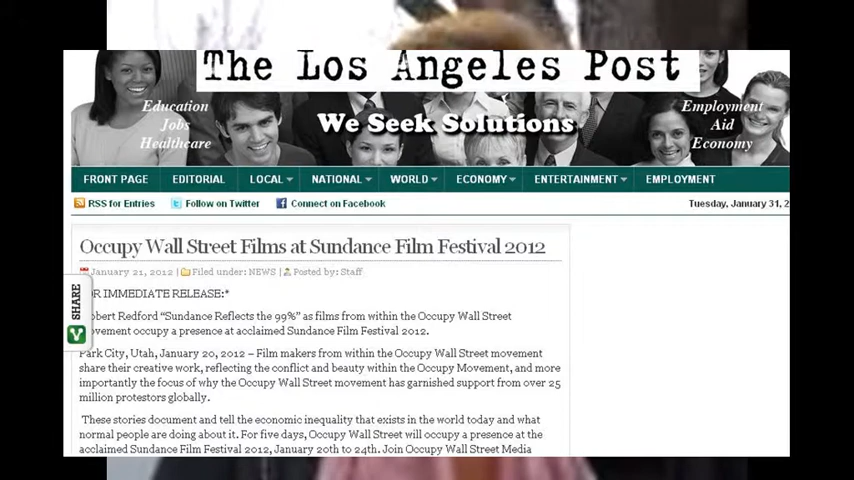 The Los Angeles Post
Education
Jobs
Healthcare
We Seek Solutions
Employment
Aid
Economy
FRONT PAGE EDITORIAL LOCAL NATIONAL WORLD ECONOMY ENTERTAINMENT EMPLOYMENT
RSS for Entries Follow on Twitter Connect on Facebook Tuesday, January 31, 2
Occupy Wall Street Films at Sundance Film Festival 2012
January 21, 2012 | Filed under: NEWS | Posted by: Staff
SHARE
OR IMMEDIATE RELEASE:*
obert Redford “Sundance Reflects the 99%” as films from within the Occupy Wall Street
ovement occupy a presence at acclaimed Sundance Film Festival 2012.
Park City, Utah, January 20, 2012 – Film makers from within the Occupy Wall Street movement
share their creative work, reflecting the conflict and beauty within the Occupy Movement, and more
importantly the focus of why the Occupy Wall Street movement has garnished support from over 25
million protestors globally.
These stories document and tell the economic inequality that exists in the world today and what
normal people are doing about it. For five days, Occupy Wall Street will occupy a presence at the
acclaimed Sundance Film Festival 2012, January 20th to 24th. Join Occupy Wall Street Media